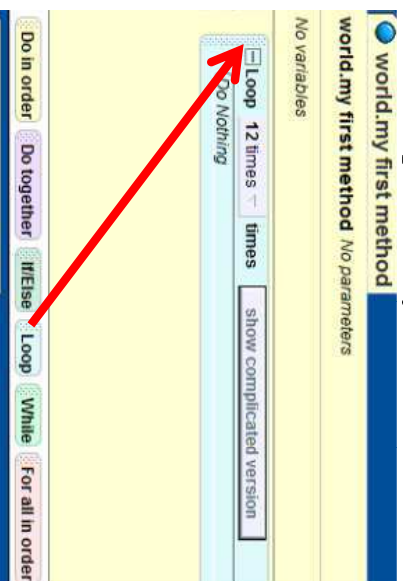 world.my first method
world.my first method No parameters
No variables
Loop 12 times times show complicated version
Do Nothing
Do in order Do together If/Else Loop While For all in order